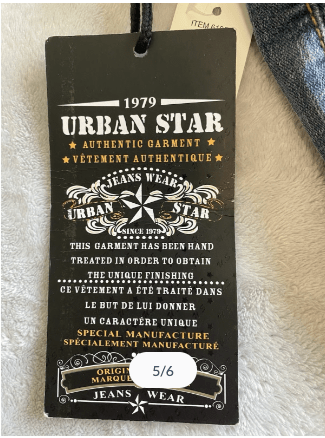 ITEM
1979
URBAN STAR
AUTHENTIC GARMENT
VÊTEMENT AUTHENTIQUE
JEANS WEAR
URBAN STAR
SINCE 1979
THIS GARMENT HAS BEEN HAND
TREATED IN ORDER TO OBTAIN
THE UNIQUE FINISHING
CE VÊTEMENT A ÉTÉ TRAITÉ DANS
LE BUT DE LUI DONNER
UN CARACTÈRE UNIQUE
SPECIAL MANUFACTURE
SPÉCIALEMENT MANUFACTURÉ
MARQUE
5/6
JEANS WEAR